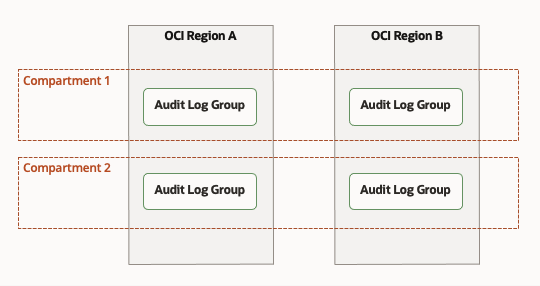 OCI Region A
OCI Region B
Compartment 1
Audit Log Group
Audit Log Group
Compartment 2
Audit Log Group
Audit Log Group